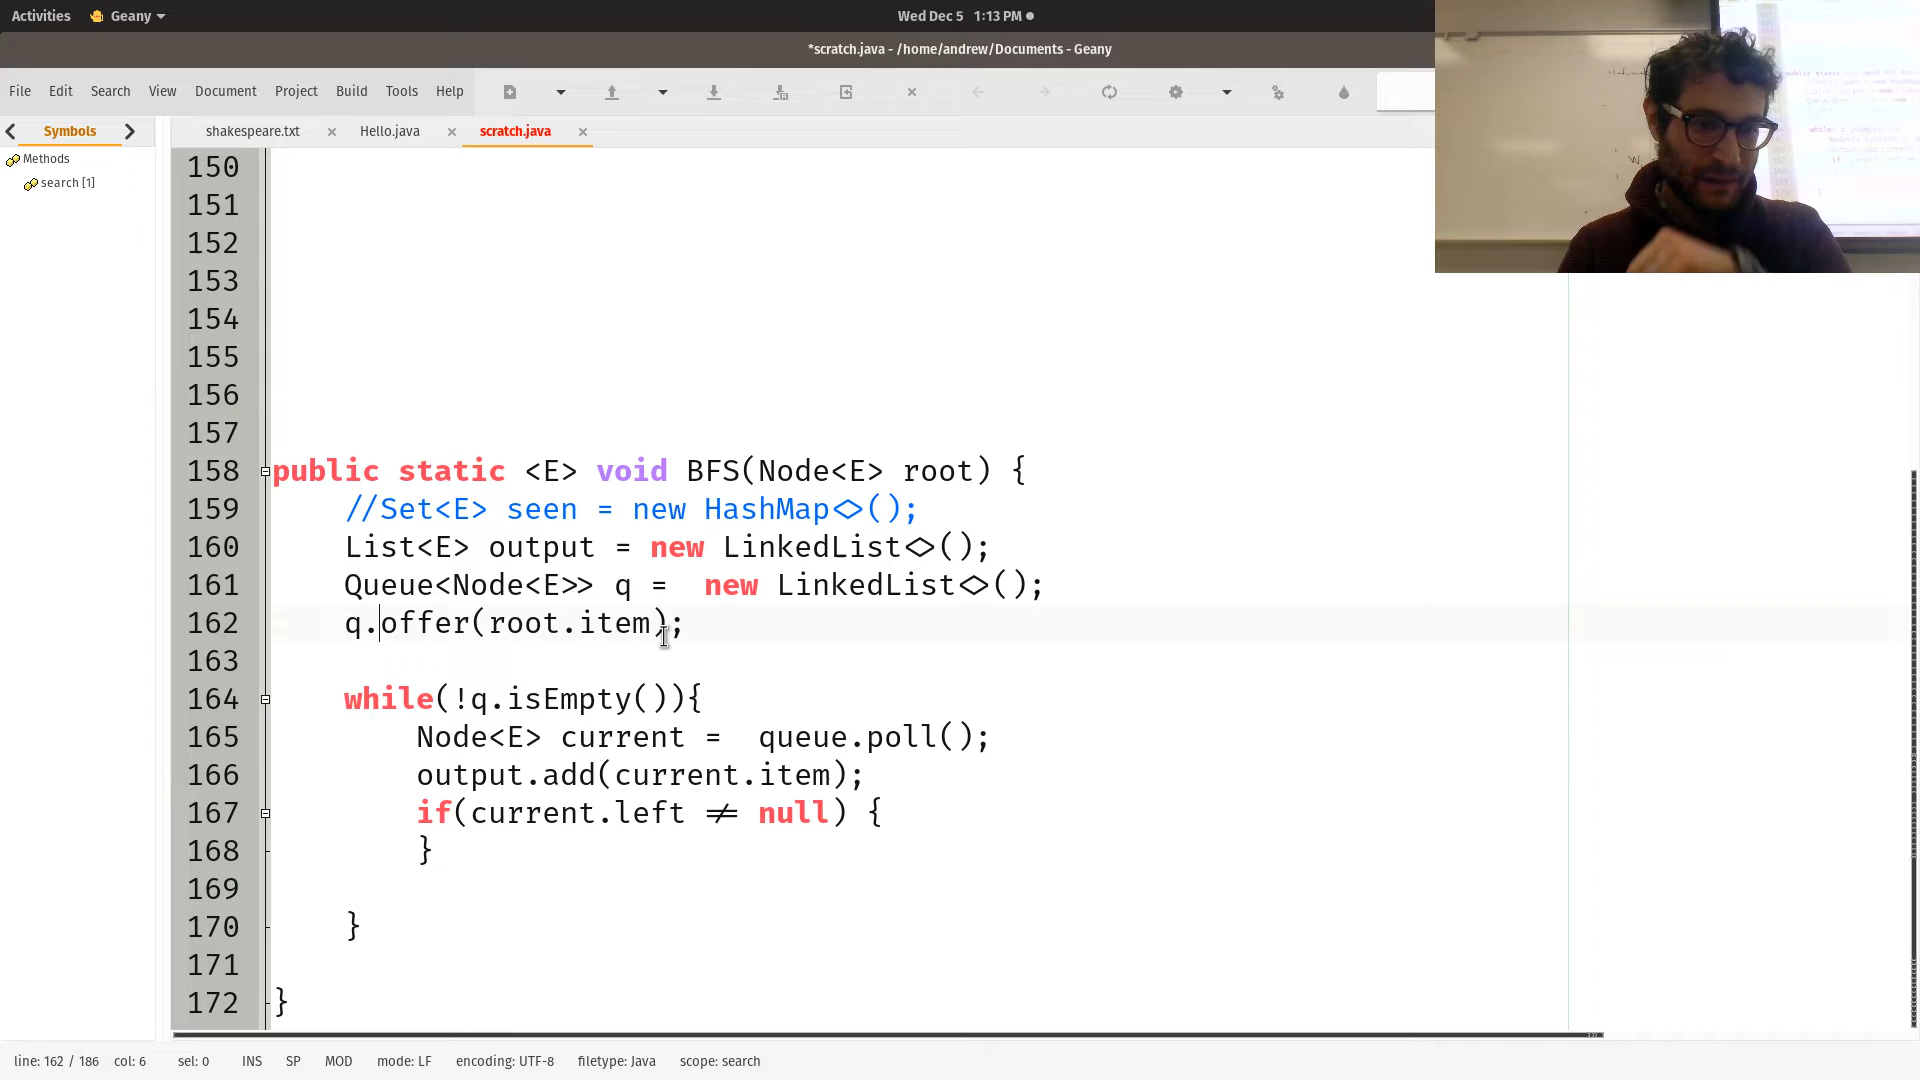 Activities Geany Wed Dec 5 1:13 PM
*scratch.java - /home/andrew/Documents - Geany
File Edit Search View Document Project Build Tools Help
Symbols shakespeare.txt Hello.java scratch.java
Methods
search [1]
150
151
152
153
154
155
156
157
158 public static <E> void BFS(Node<E> root) {
159 //Set<E> seen = new HashMap<>();
160 List<E> output = new LinkedList<>();
161 Queue<Node<E>> q =  new LinkedList<>();
162 q.offer(root.item);
163
164 while(!q.isEmpty()){
165 Node<E> current =  queue.poll();
166 output.add(current.item);
167 if(current.left != null) {
168 }
169
170 }
171
172 }
line: 162 / 186 col: 6 sel: 0 INS SP MOD mode: LF encoding: UTF-8 filetype: Java scope: search